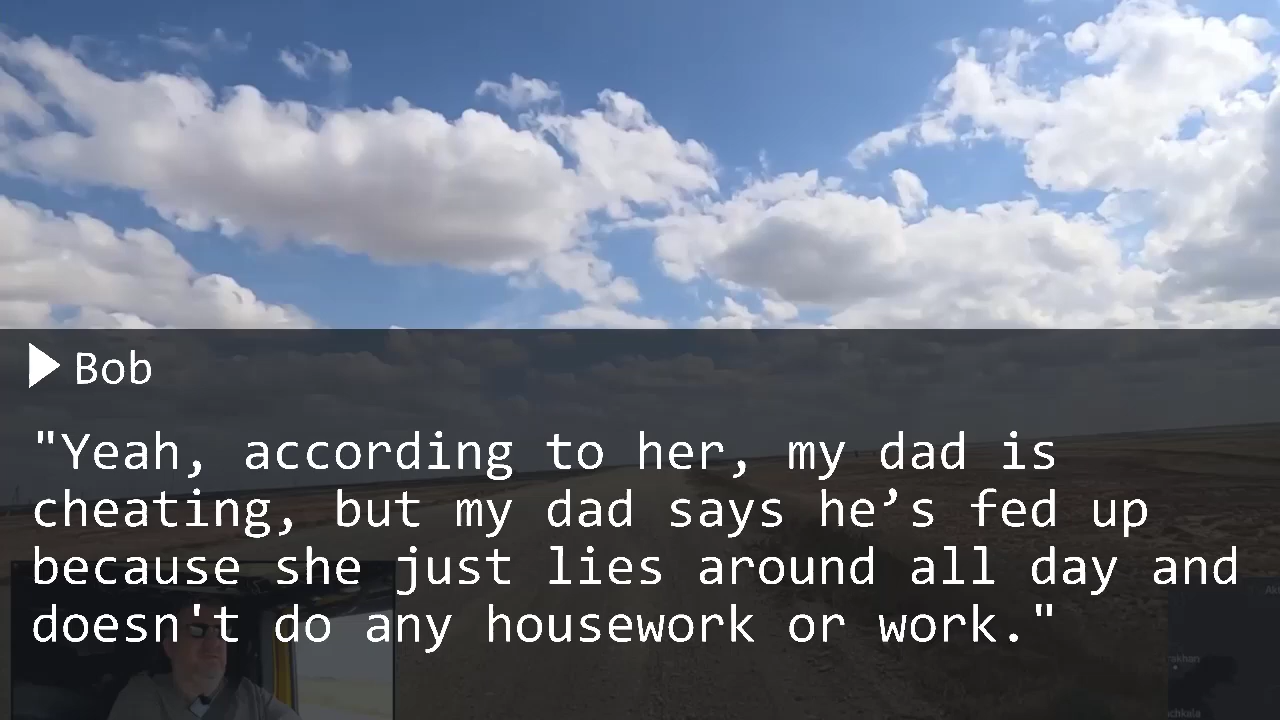 Bob
"Yeah, according to her, my dad is
cheating, but my dad says he’s fed up
because she just lies around all day and
doesn't do any housework or work."